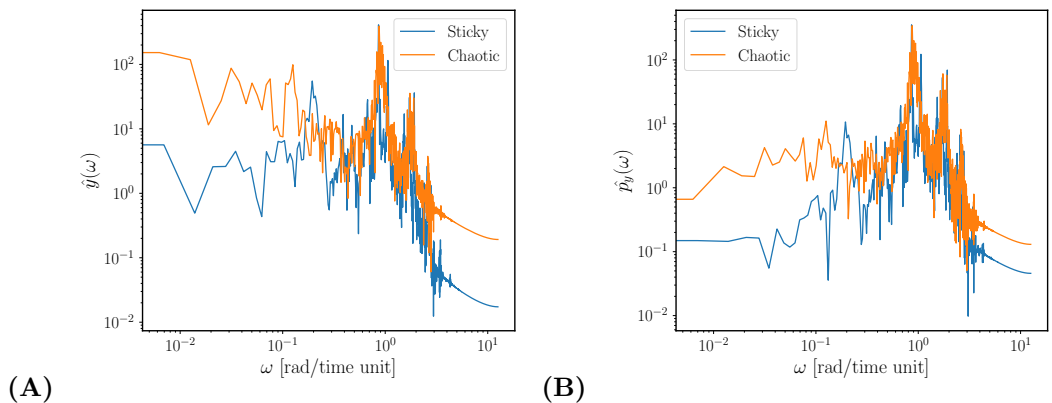 Sticky
Chaotic
10²
10¹
10⁰
10⁻¹
10⁻²
ŷ(ω)
10⁻² 10⁻¹ 10⁰ 10¹
ω [rad/time unit]
(A)
Sticky
Chaotic
10²
10¹
10⁰
10⁻¹
10⁻²
p̂_y(ω)
10⁻² 10⁻¹ 10⁰ 10¹
ω [rad/time unit]
(B)